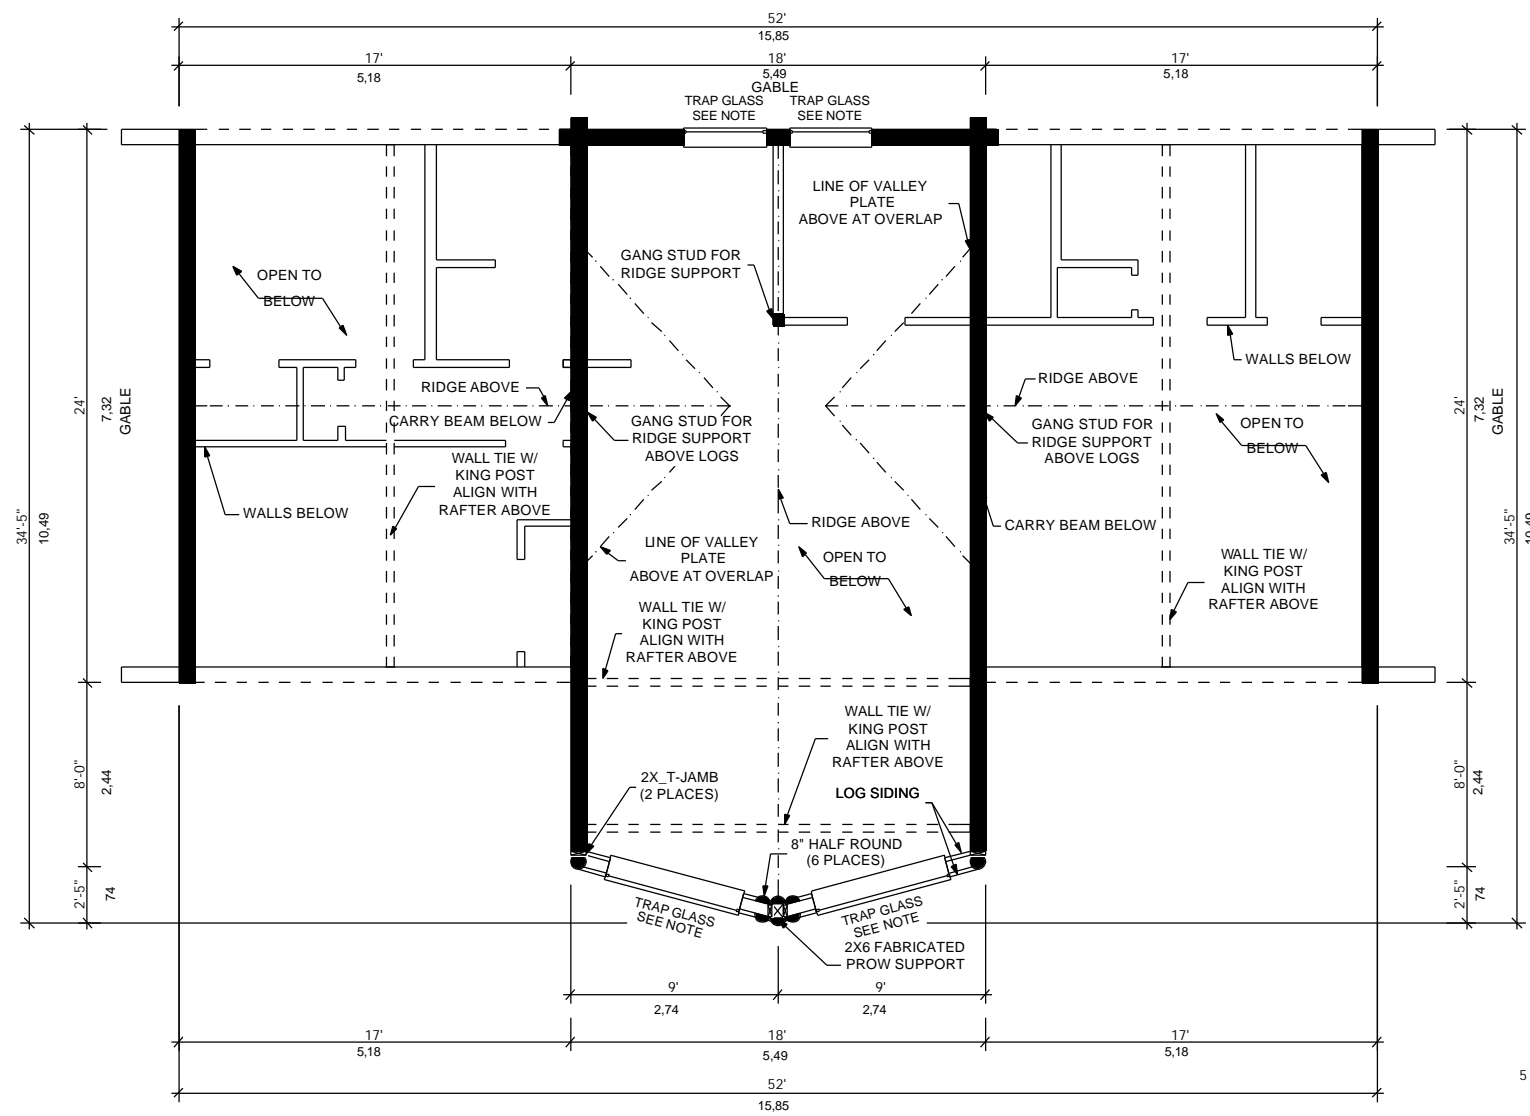 52'
15,85
17'
5,18
18'
5,49
17'
5,18
GABLE
TRAP GLASS
SEE NOTE
TRAP GLASS
SEE NOTE
LINE OF VALLEY
PLATE
ABOVE AT OVERLAP
GANG STUD FOR
RIDGE SUPPORT
OPEN TO
BELOW
WALLS BELOW
RIDGE ABOVE
CARRY BEAM BELOW
GANG STUD FOR
RIDGE SUPPORT
ABOVE LOGS
RIDGE ABOVE
GANG STUD FOR
RIDGE SUPPORT
ABOVE LOGS
OPEN TO
BELOW
24'
7,32
GABLE
24'
7,32
GABLE
WALL TIE W/
KING POST
ALIGN WITH
RAFTER ABOVE
WALLS BELOW
34'-5"
10,49
34'-5"
10,49
RIDGE ABOVE
CARRY BEAM BELOW
LINE OF VALLEY
PLATE
ABOVE AT OVERLAP
OPEN TO
BELOW
WALL TIE W/
KING POST
ALIGN WITH
RAFTER ABOVE
WALL TIE W/
KING POST
ALIGN WITH
RAFTER ABOVE
WALL TIE W/
KING POST
ALIGN WITH
RAFTER ABOVE
8'-0"
2,44
8'-0"
2,44
2X_T-JAMB
(2 PLACES)
LOG SIDING
8" HALF ROUND
(6 PLACES)
2'-5"
74
2'-5"
74
TRAP GLASS
SEE NOTE
TRAP GLASS
SEE NOTE
2X6 FABRICATED
PROW SUPPORT
9'
2,74
9'
2,74
17'
5,18
18'
5,49
17'
5,18
52'
15,85
5